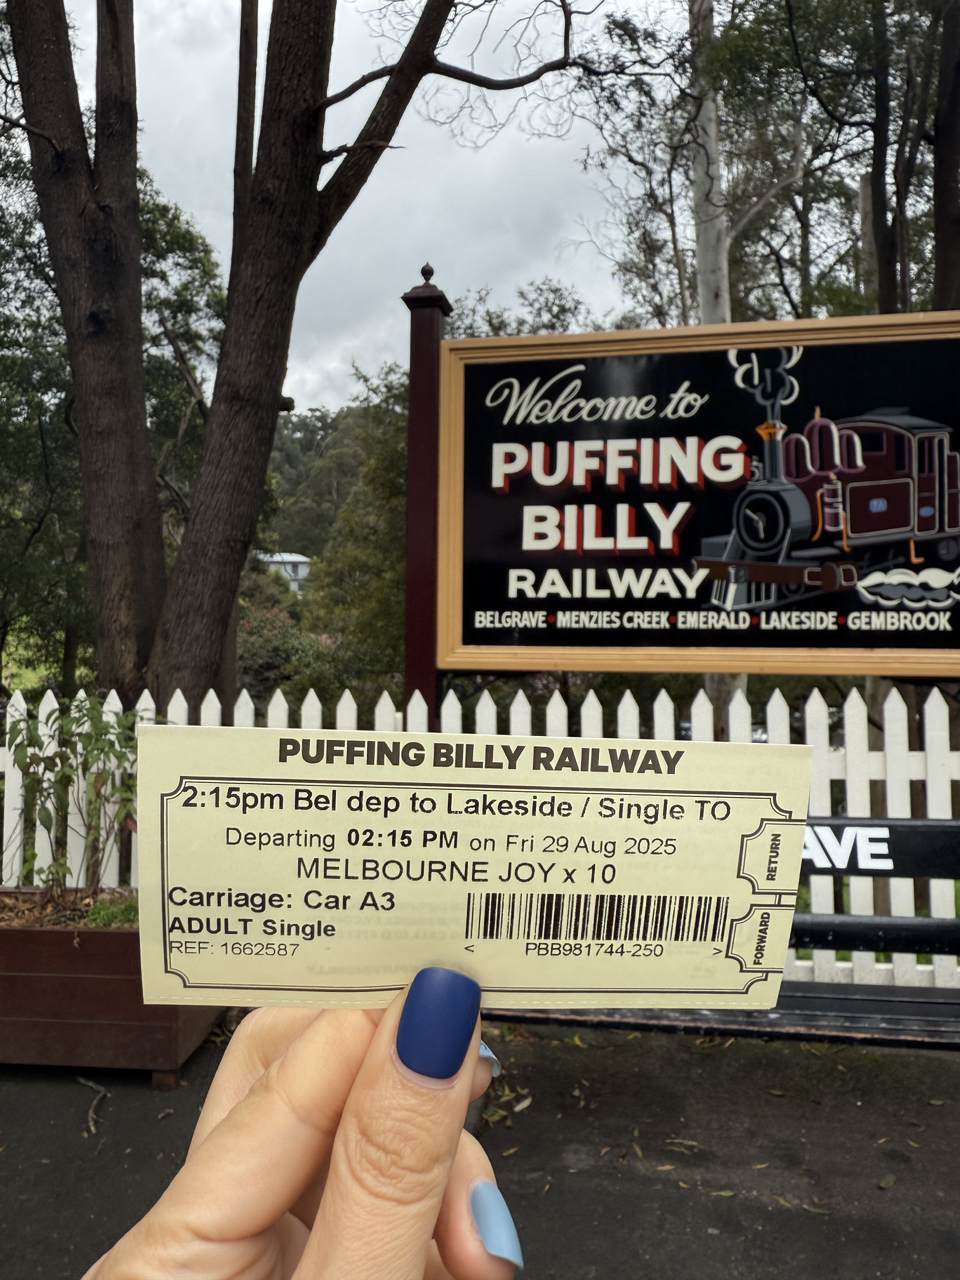 Welcome to
PUFFING
BILLY
RAILWAY
BELGRAVE • MENZIES CREEK • EMERALD • LAKESIDE • GEMBROOK
PUFFING BILLY RAILWAY
2:15pm Bel dep to Lakeside / Single TO
Departing 02:15 PM on Fri 29 Aug 2025
MELBOURNE JOY x 10
Carriage: Car A3
ADULT Single
REF: 1662587
< PBB981744-250 >
RETURN
FORWARD
AVE
7A